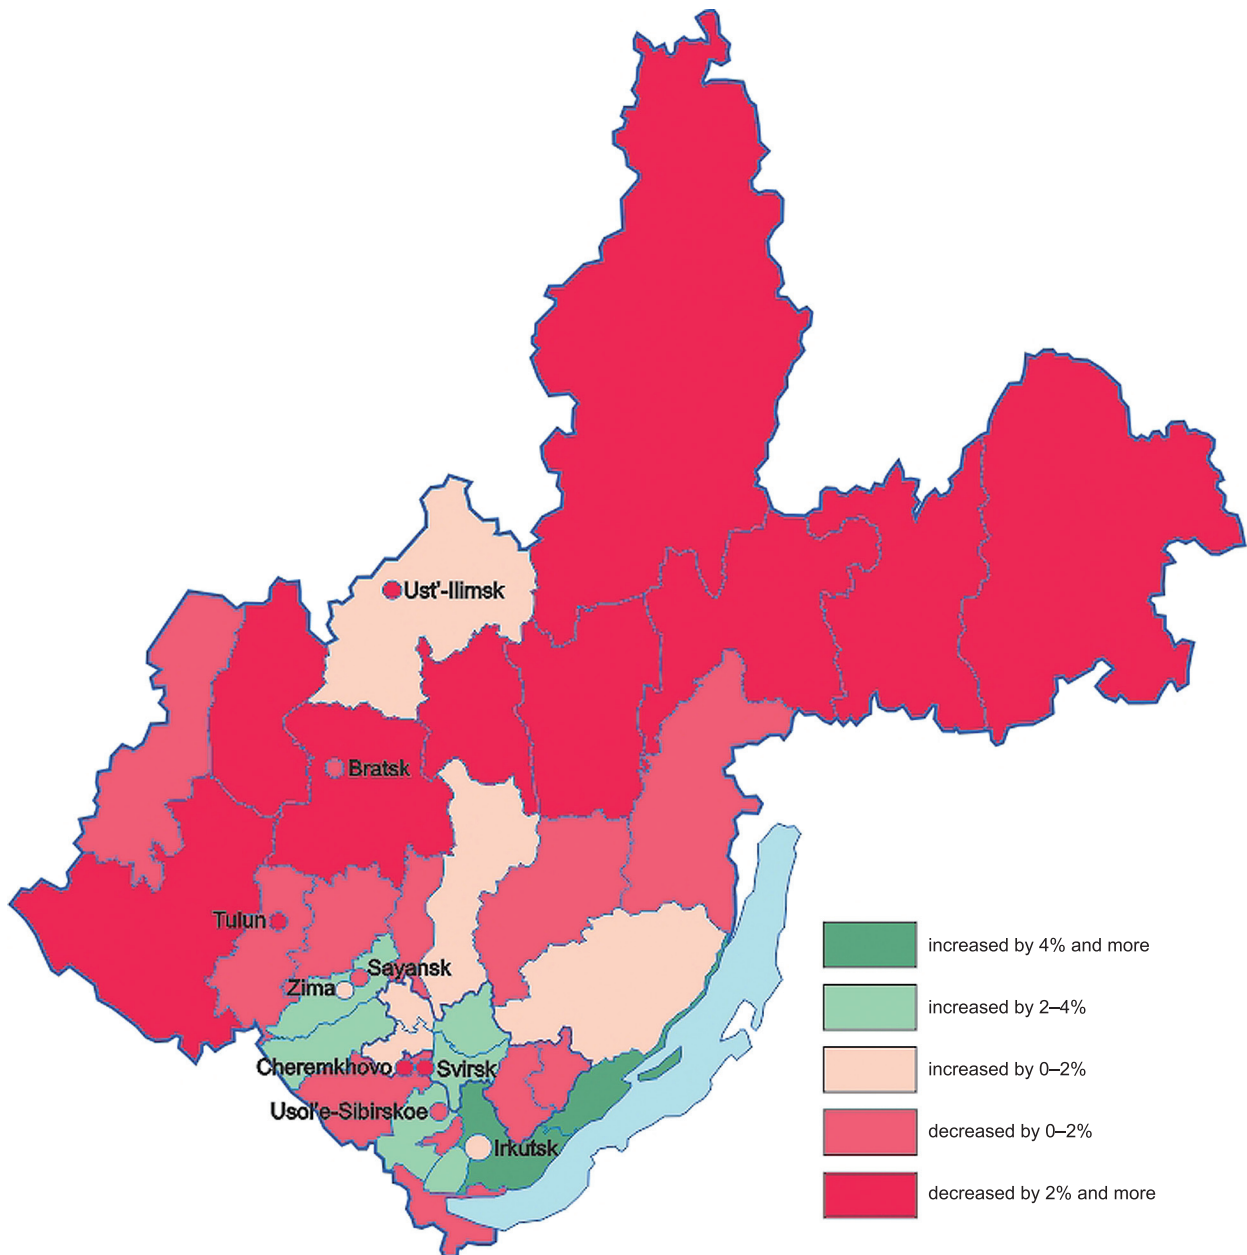 Ust'-Ilimsk
Bratsk
Tulun
Sayansk
Zima
Cheremkhovo
Svirsk
Usol'e-Sibirskoe
Irkutsk
increased by 4% and more
increased by 2–4%
increased by 0–2%
decreased by 0–2%
decreased by 2% and more